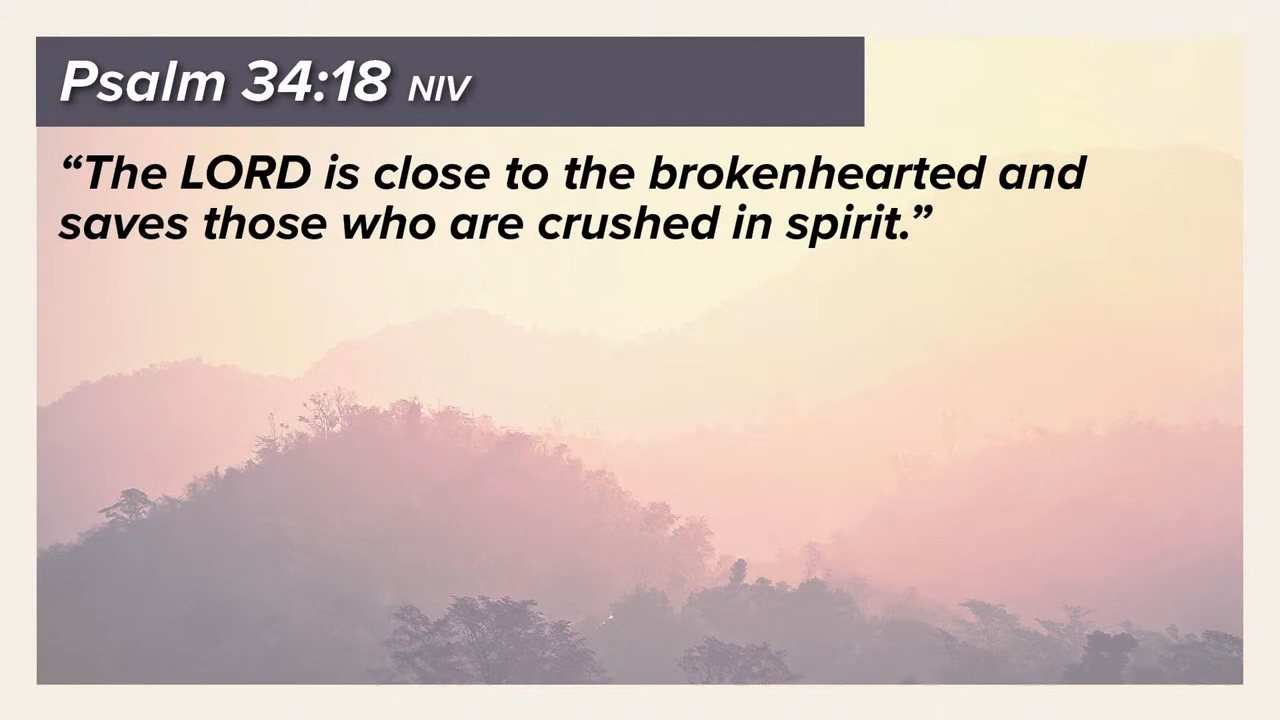 Psalm 34:18 NIV
“The LORD is close to the brokenhearted and
saves those who are crushed in spirit.”